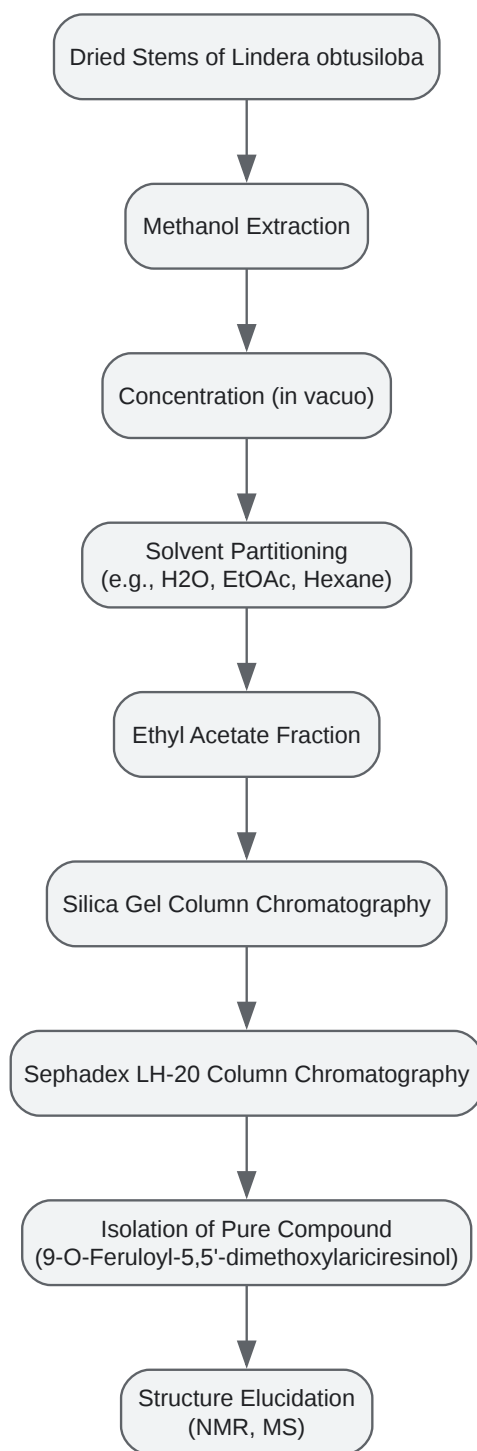 Dried Stems of Lindera obtusiloba
Methanol Extraction
Concentration (in vacuo)
Solvent Partitioning
(e.g., H2O, EtOAc, Hexane)
Ethyl Acetate Fraction
Silica Gel Column Chromatography
Sephadex LH-20 Column Chromatography
Isolation of Pure Compound
(9-O-Feruloyl-5,5'-dimethoxylariciresinol)
Structure Elucidation
(NMR, MS)